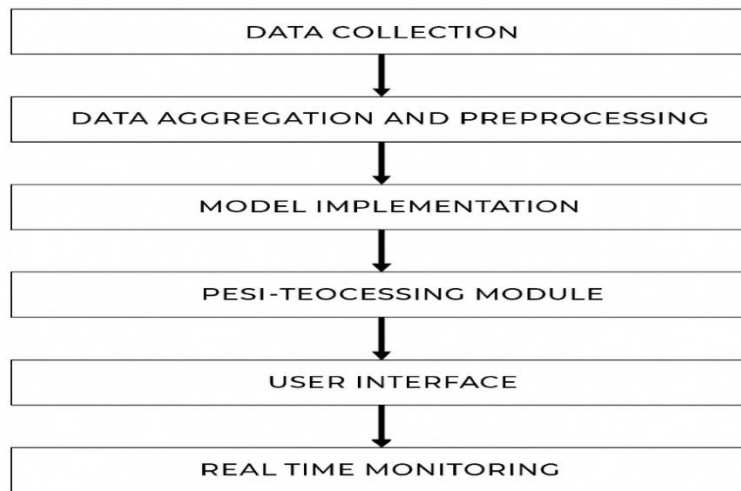 DATA COLLECTION
DATA AGGREGATION AND PREPROCESSING
MODEL IMPLEMENTATION
PESI-TEOCESSING MODULE
USER INTERFACE
REAL TIME MONITORING